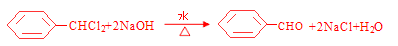 CHCl₂+2NaOH 水 △ CHO +2NaCl+H₂O